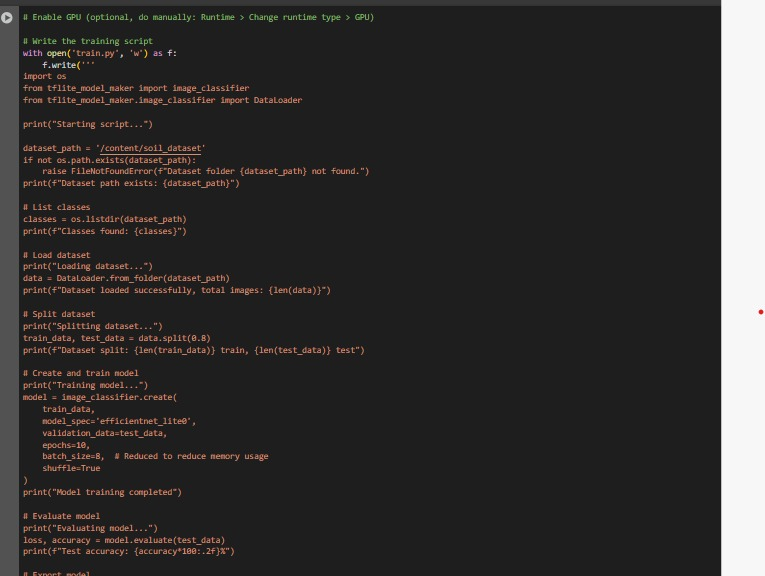 # Enable GPU (optional, do manually: Runtime > Change runtime type > GPU)

# Write the training script
with open('train.py', 'w') as f:
    f.write('''
import os
from tflite_model_maker import image_classifier
from tflite_model_maker.image_classifier import DataLoader

print("Starting script...")

dataset_path = '/content/soil_dataset'
if not os.path.exists(dataset_path):
    raise FileNotFoundError(f"Dataset folder {dataset_path} not found.")
print(f"Dataset path exists: {dataset_path}")

# List classes
classes = os.listdir(dataset_path)
print(f"Classes found: {classes}")

# Load dataset
print("Loading dataset...")
data = DataLoader.from_folder(dataset_path)
print(f"Dataset loaded successfully, total images: {len(data)}")

# Split dataset
print("Splitting dataset...")
train_data, test_data = data.split(0.8)
print(f"Dataset split: {len(train_data)} train, {len(test_data)} test")

# Create and train model
print("Training model...")
model = image_classifier.create(
    train_data,
    model_spec='efficientnet_lite0',
    validation_data=test_data,
    epochs=10,
    batch_size=8,  # Reduced to reduce memory usage
    shuffle=True
)
print("Model training completed")

# Evaluate model
print("Evaluating model...")
loss, accuracy = model.evaluate(test_data)
print(f"Test accuracy: {accuracy*100:.2f}%")

# Export model